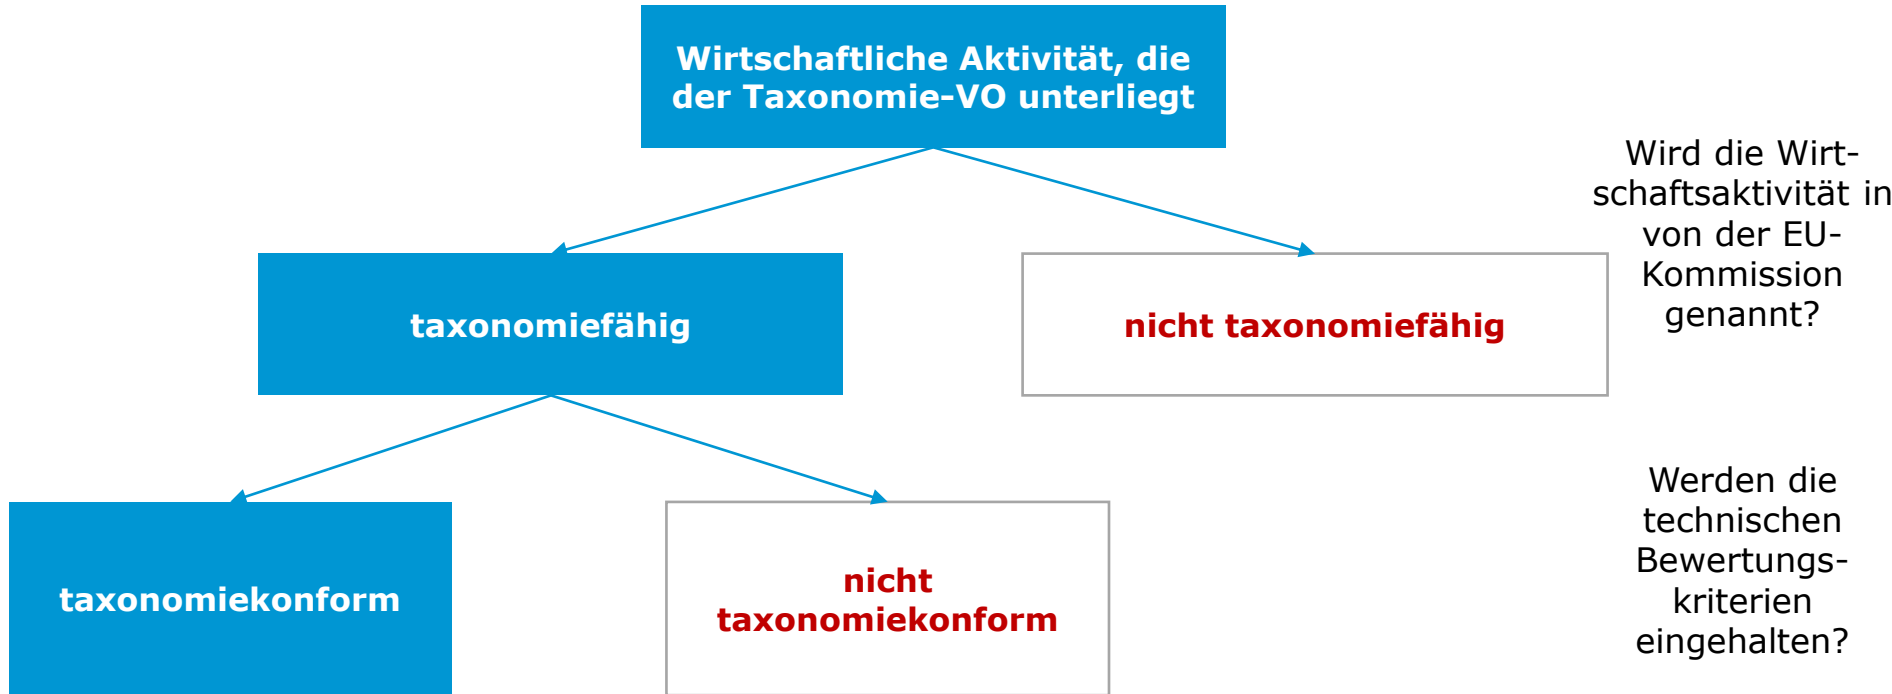 Wirtschaftliche Aktivität, die
der Taxonomie-VO unterliegt
Wird die Wirt-
schaftsaktivität in
von der EU-
Kommission
genannt?
taxonomiefähig
nicht taxonomiefähig
Werden die
technischen
Bewertungs-
kriterien
eingehalten?
taxonomiekonform
nicht
taxonomiekonform